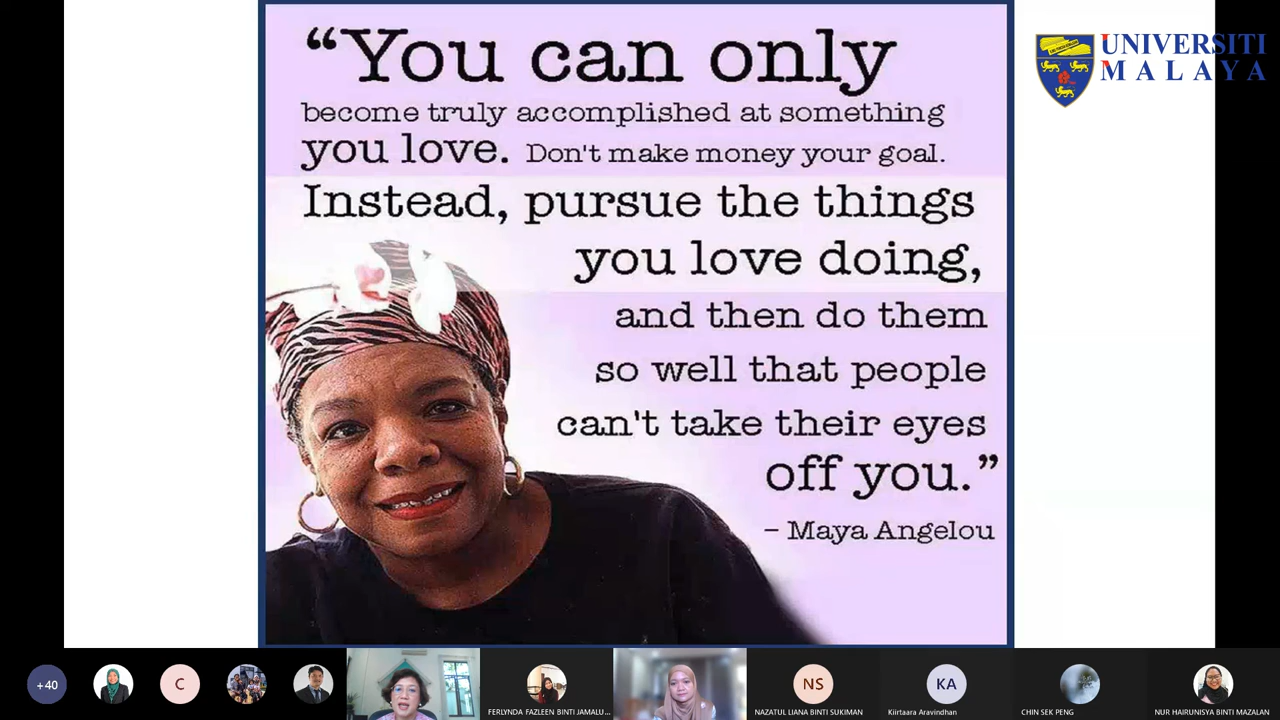 “You can only
become truly accomplished at something
you love. Don't make money your goal.
Instead, pursue the things
you love doing,
and then do them
so well that people
can't take their eyes
off you.”
– Maya Angelou
UNIVERSITI
MALAYA
+40
C
FERLYNDA FAZLEEN BINTI JAMALU...
NS
NAZATUL LIANA BINTI SUKIMAN
KA
Kiirtaara Aravindhan
CHIN SEK PENG
NUR HAIRUNISYA BINTI MAZALAN